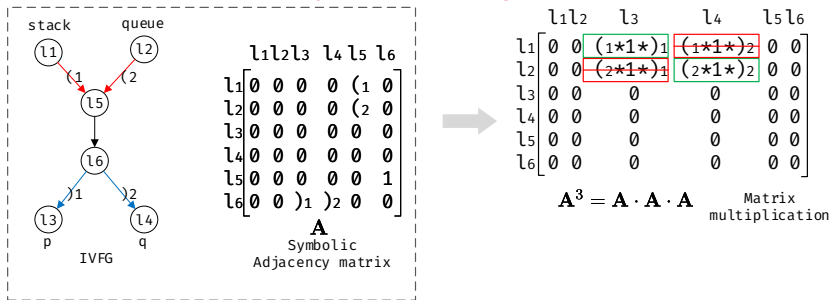 stack queue
l1 l2
(1 (2
l5
l6
)1 )2
l3 l4
p q
IVFG
l1 l2 l3 l4 l5 l6
l1 0 0 0 0 (1 0
l2 0 0 0 0 (2 0
l3 0 0 0 0 0 0
l4 0 0 0 0 0 0
l5 0 0 0 0 0 1
l6 0 0 )1 )2 0 0
A
Symbolic
Adjacency matrix
l1 l2 l3 l4 l5 l6
l1 0 0 (1*1*)1 (1*1*)2 0 0
l2 0 0 (2*1*)1 (2*1*)2 0 0
l3 0 0 0 0 0 0
l4 0 0 0 0 0 0
l5 0 0 0 0 0 0
l6 0 0 0 0 0 0
A³ = A · A · A
Matrix
multiplication